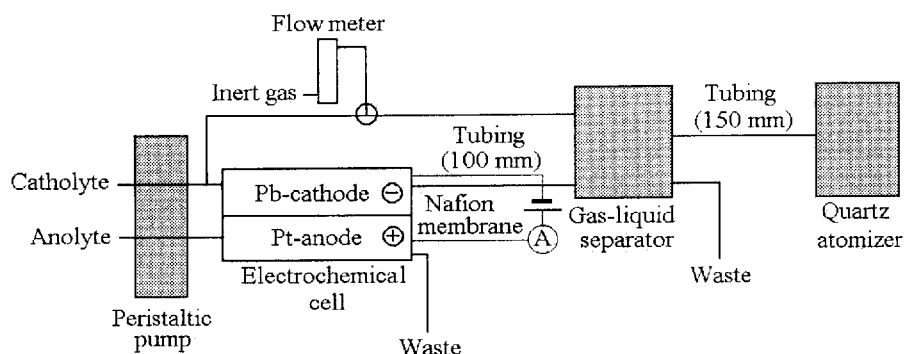 Flow meter
Inert gas
Tubing
(150 mm)
Tubing
(100 mm)
Catholyte
Pb-cathode
−
Nafion
membrane
Gas-liquid
separator
Quartz
atomizer
Anolyte
Pt-anode
+
A
Electrochemical
cell
Waste
Peristaltic
pump
Waste